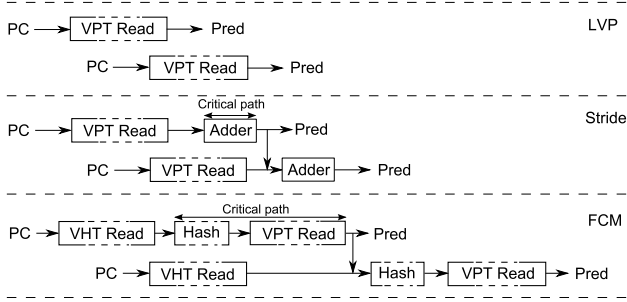 PC VPT Read Pred LVP
PC VPT Read Pred
Critical path Stride
PC VPT Read Adder Pred
PC VPT Read Adder Pred
Critical path FCM
PC VHT Read Hash VPT Read Pred
PC VHT Read Hash VPT Read Pred